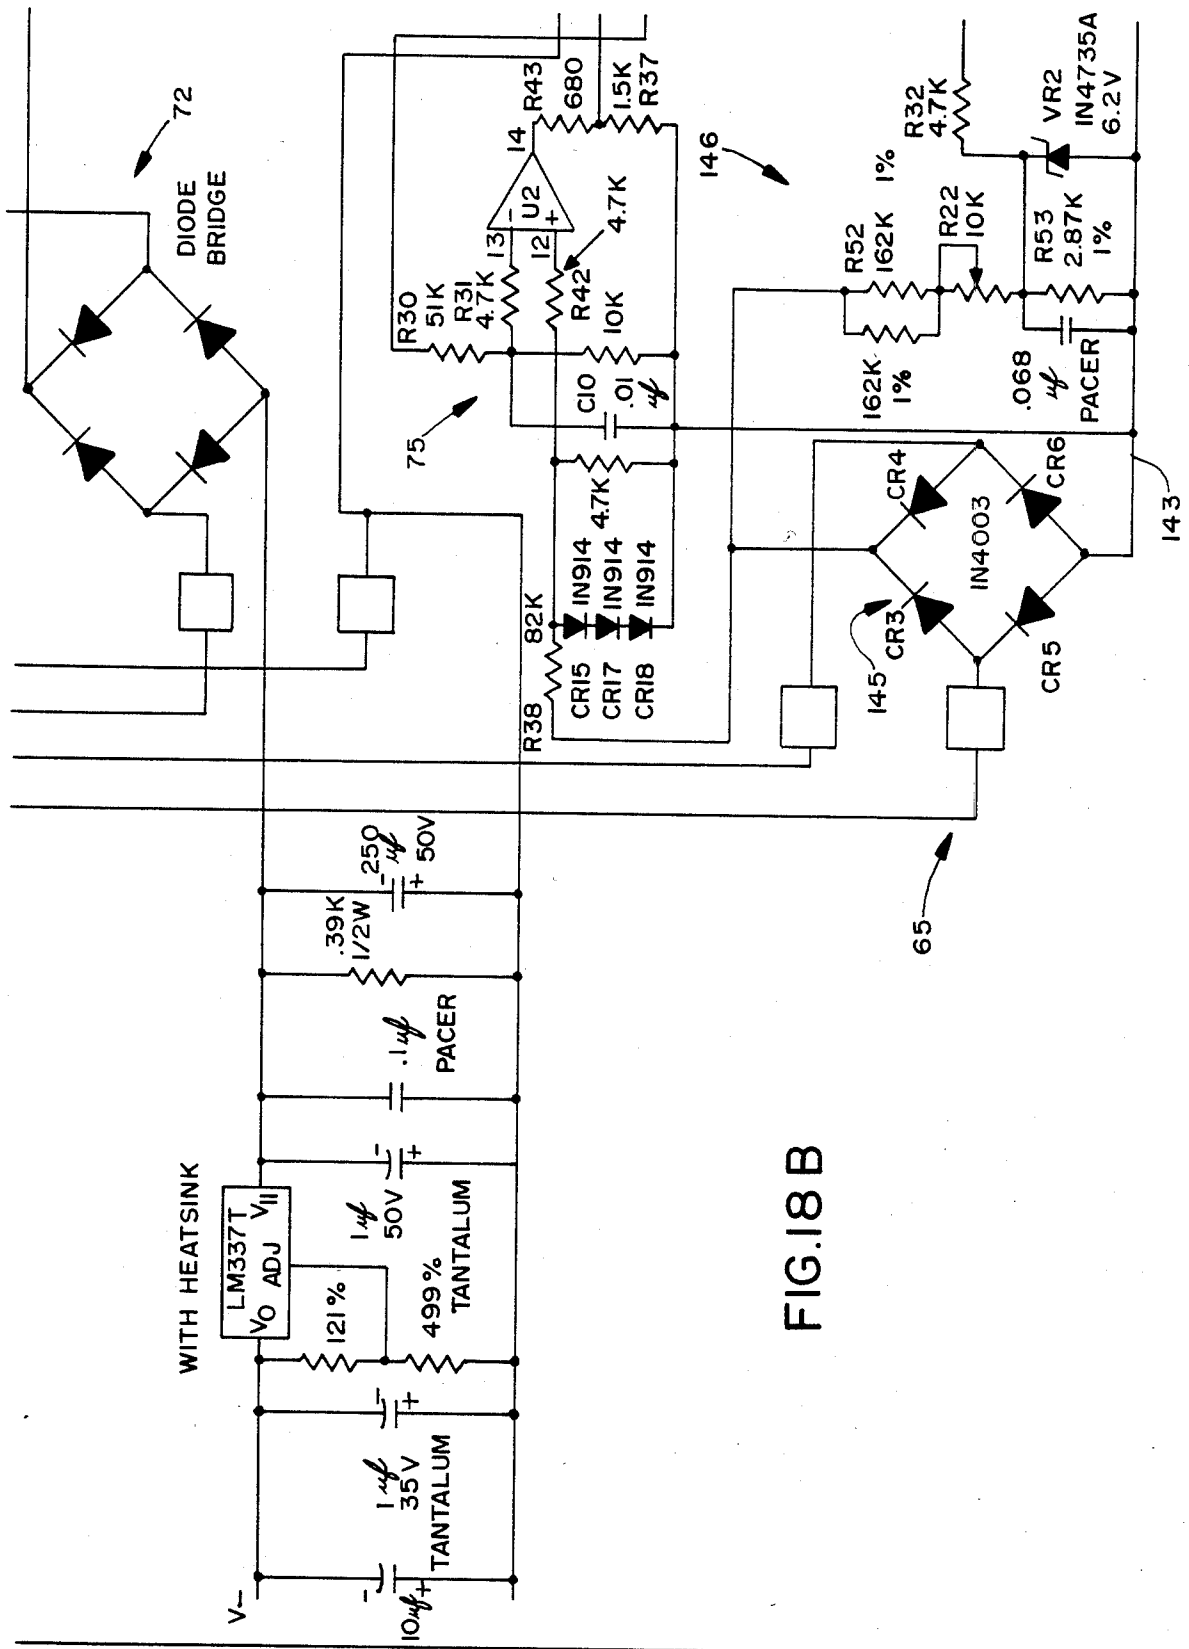 72
DIODE
BRIDGE
R43
680
1.5K
R37
14
U2
13
12
-
+
4.7K
R42
R30
51K
R31
4.7K
10K
C10
.01
uf
75
4.7K
82K
R38
IN914
IN914
IN914
CR15
CR17
CR18
146
R32
4.7K
VR2
IN4735A
6.2V
R52
162K
1%
R22
10K
R53
2.87K
1%
162K
1%
.068
uf
PACER
CR4
CR6
IN4003
CR3
CR5
145
143
65
250
uf
50V
-
+
.39K
1/2W
.1uf
PACER
WITH HEATSINK
LM337T
VO
ADJ
VII
1uf
50V
-
+
TANTALUM
121%
499%
1uf
35V
-
+
TANTALUM
V-
10uf
-
+
FIG.18B